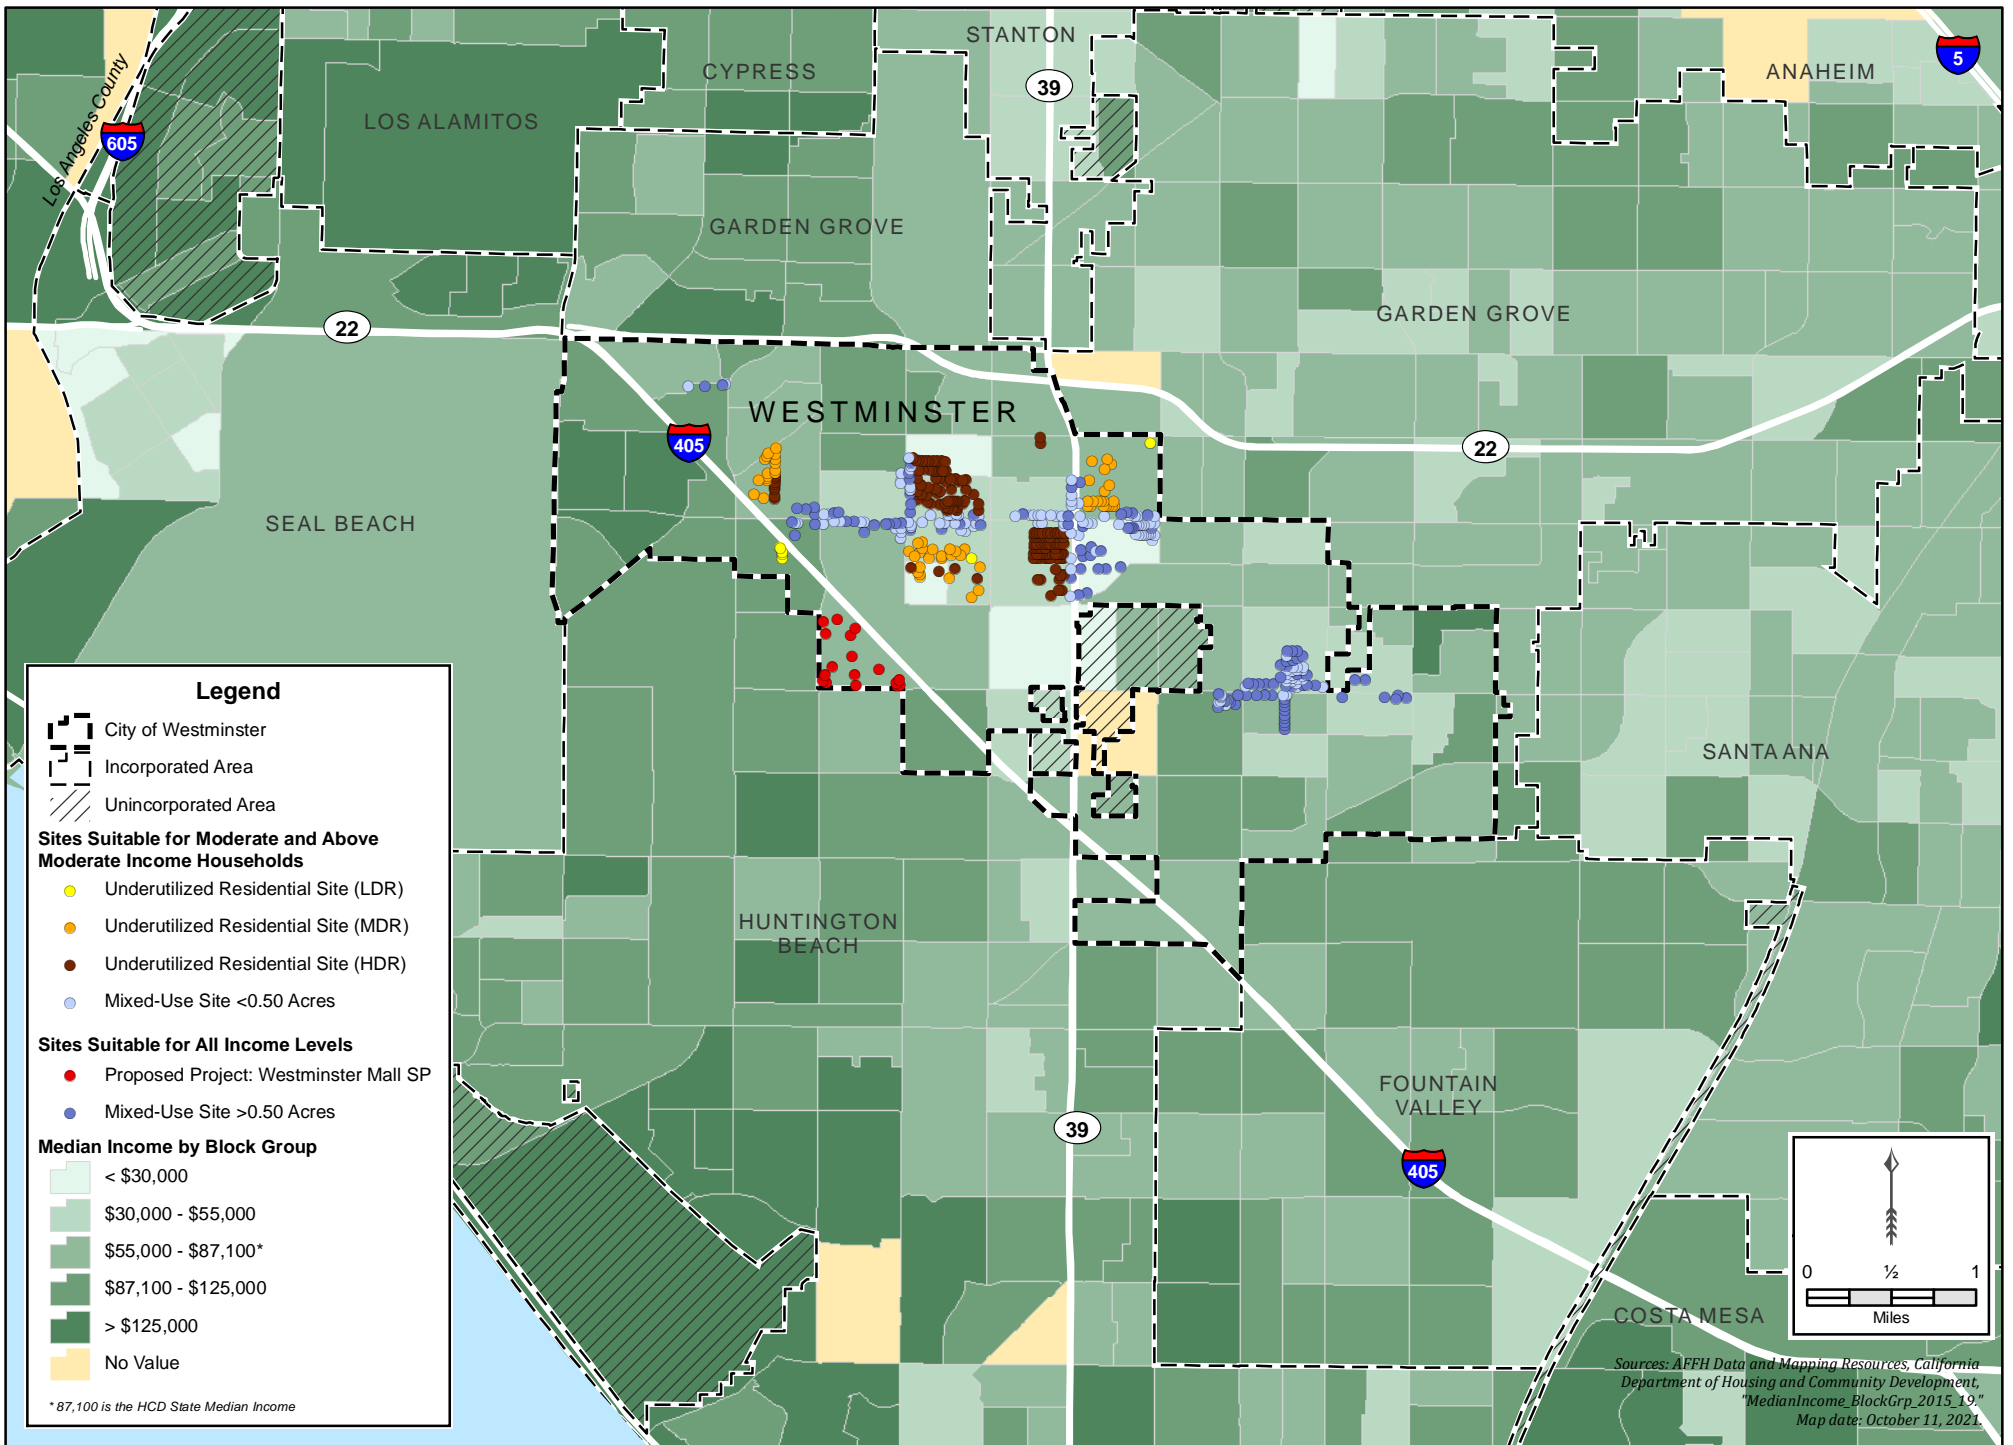 STANTON
39
CYPRESS
ANAHEIM
5
LOS ALAMITOS
Los Angeles County
605
GARDEN GROVE
GARDEN GROVE
22
WESTMINSTER
405
22
SEAL BEACH
SANTA ANA
HUNTINGTON
BEACH
FOUNTAIN
VALLEY
39
405
COSTA MESA
Legend
City of Westminster
Incorporated Area
Unincorporated Area
Sites Suitable for Moderate and Above
Moderate Income Households
Underutilized Residential Site (LDR)
Underutilized Residential Site (MDR)
Underutilized Residential Site (HDR)
Mixed-Use Site <0.50 Acres
Sites Suitable for All Income Levels
Proposed Project: Westminster Mall SP
Mixed-Use Site >0.50 Acres
Median Income by Block Group
< $30,000
$30,000 - $55,000
$55,000 - $87,100*
$87,100 - $125,000
> $125,000
No Value
* 87,100 is the HCD State Median Income
0 ½ 1
Miles
Sources: AFFH Data and Mapping Resources, California
Department of Housing and Community Development,
"MedianIncome_BlockGrp_2015_19."
Map date: October 11, 2021.